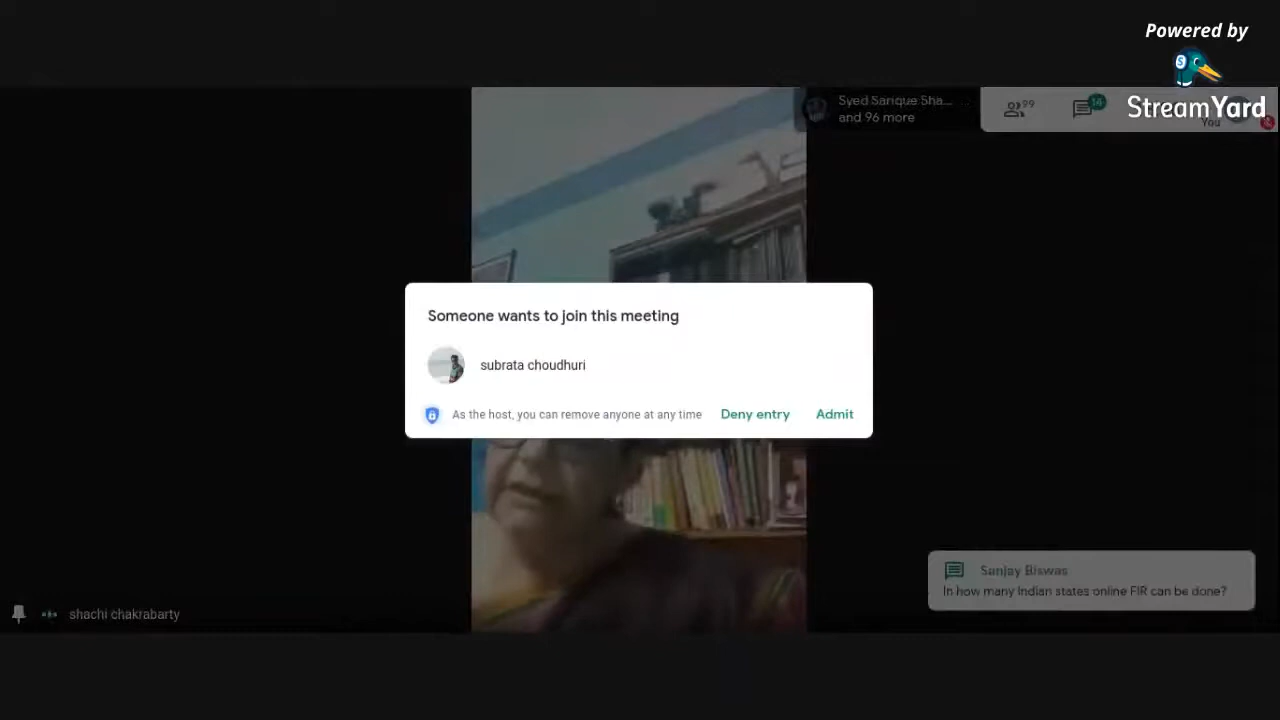 Powered by
StreamYard
Syed Sarique Sha...
and 96 more
99
14
You
Someone wants to join this meeting
subrata choudhuri
As the host, you can remove anyone at any time
Deny entry
Admit
Sanjay Biswas
In how many Indian states online FIR can be done?
shachi chakrabarty